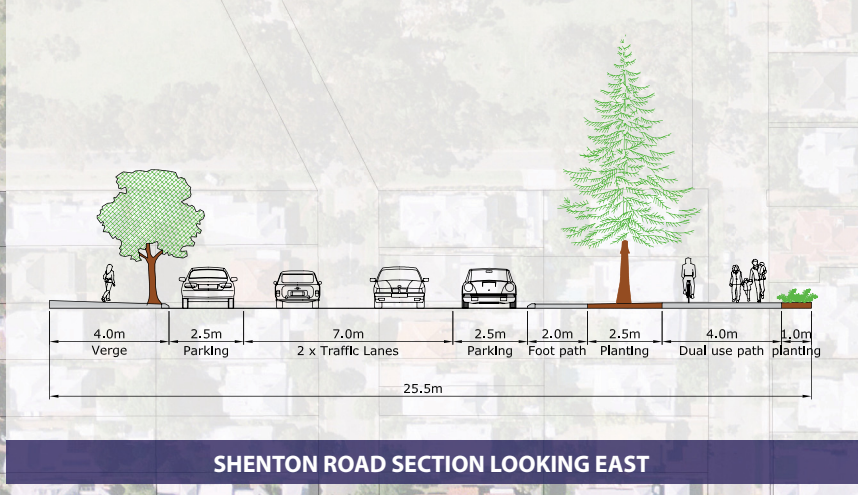 4.0m 2.5m 7.0m 2.5m 2.0m 2.5m 4.0m 1.0m
Verge Parking 2 x Traffic Lanes Parking Foot path Planting Dual use path planting
25.5m
SHENTON ROAD SECTION LOOKING EAST